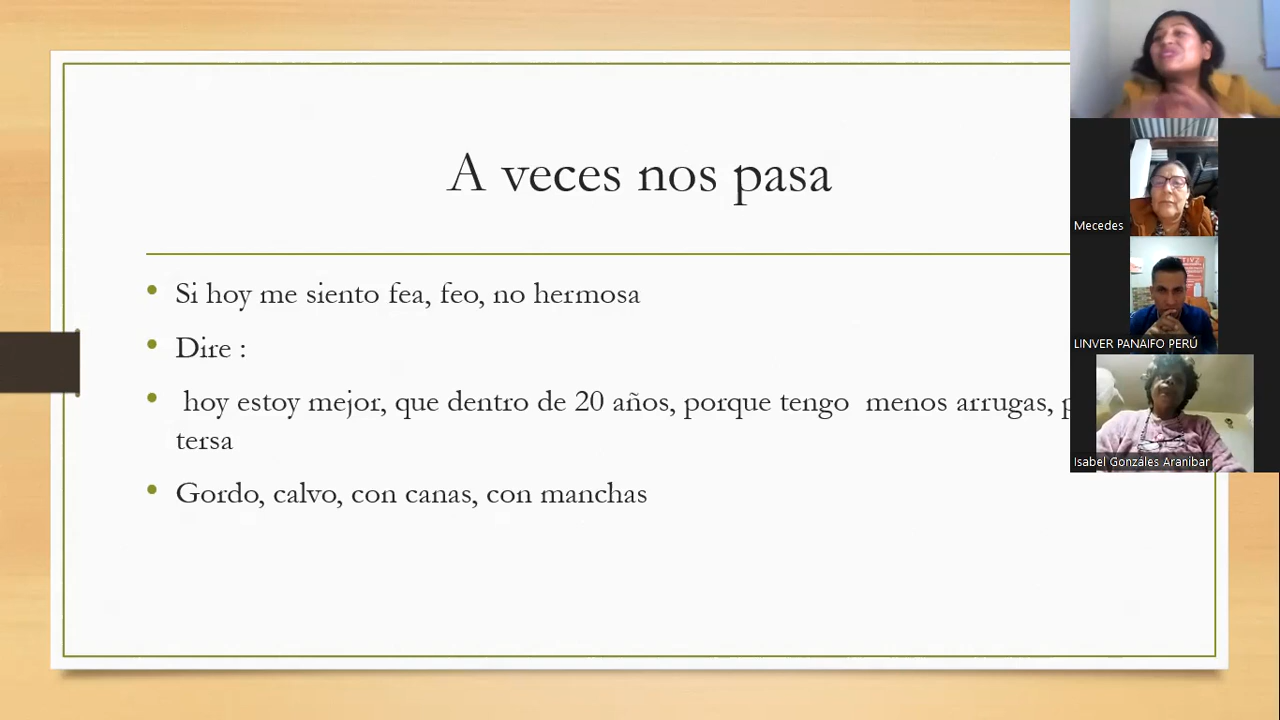 A veces nos pasa
Si hoy me siento fea, feo, no hermosa
Dire :
hoy estoy mejor, que dentro de 20 años, porque tengo menos arrugas,
tersa
Gordo, calvo, con canas, con manchas
Mecedes
LINVER PANAIFO PERÚ
Isabel Gonzáles Aranibar